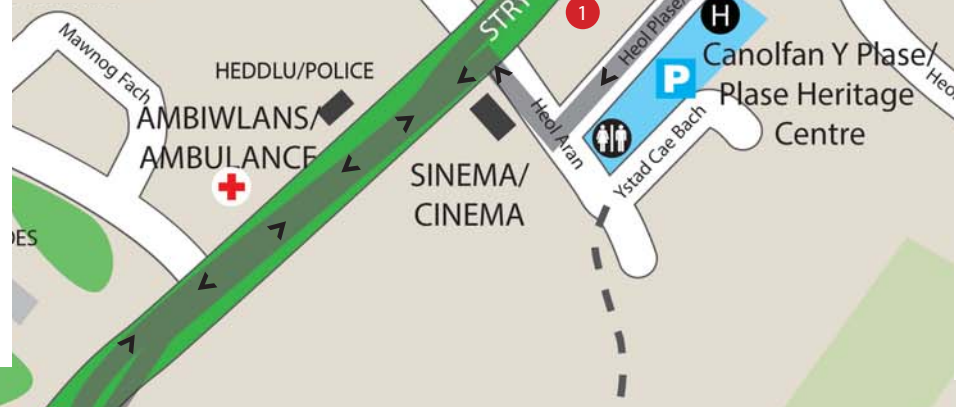 STRY
1
H
Heol Plase/
Canolfan Y Plase/
Plase Heritage
Centre
P
Mawnog Fach
HEDDLU/POLICE
AMBIWLANS/
AMBULANCE
SINEMA/
CINEMA
Heol Aran
Ystad Cae Bach
Heol
DES